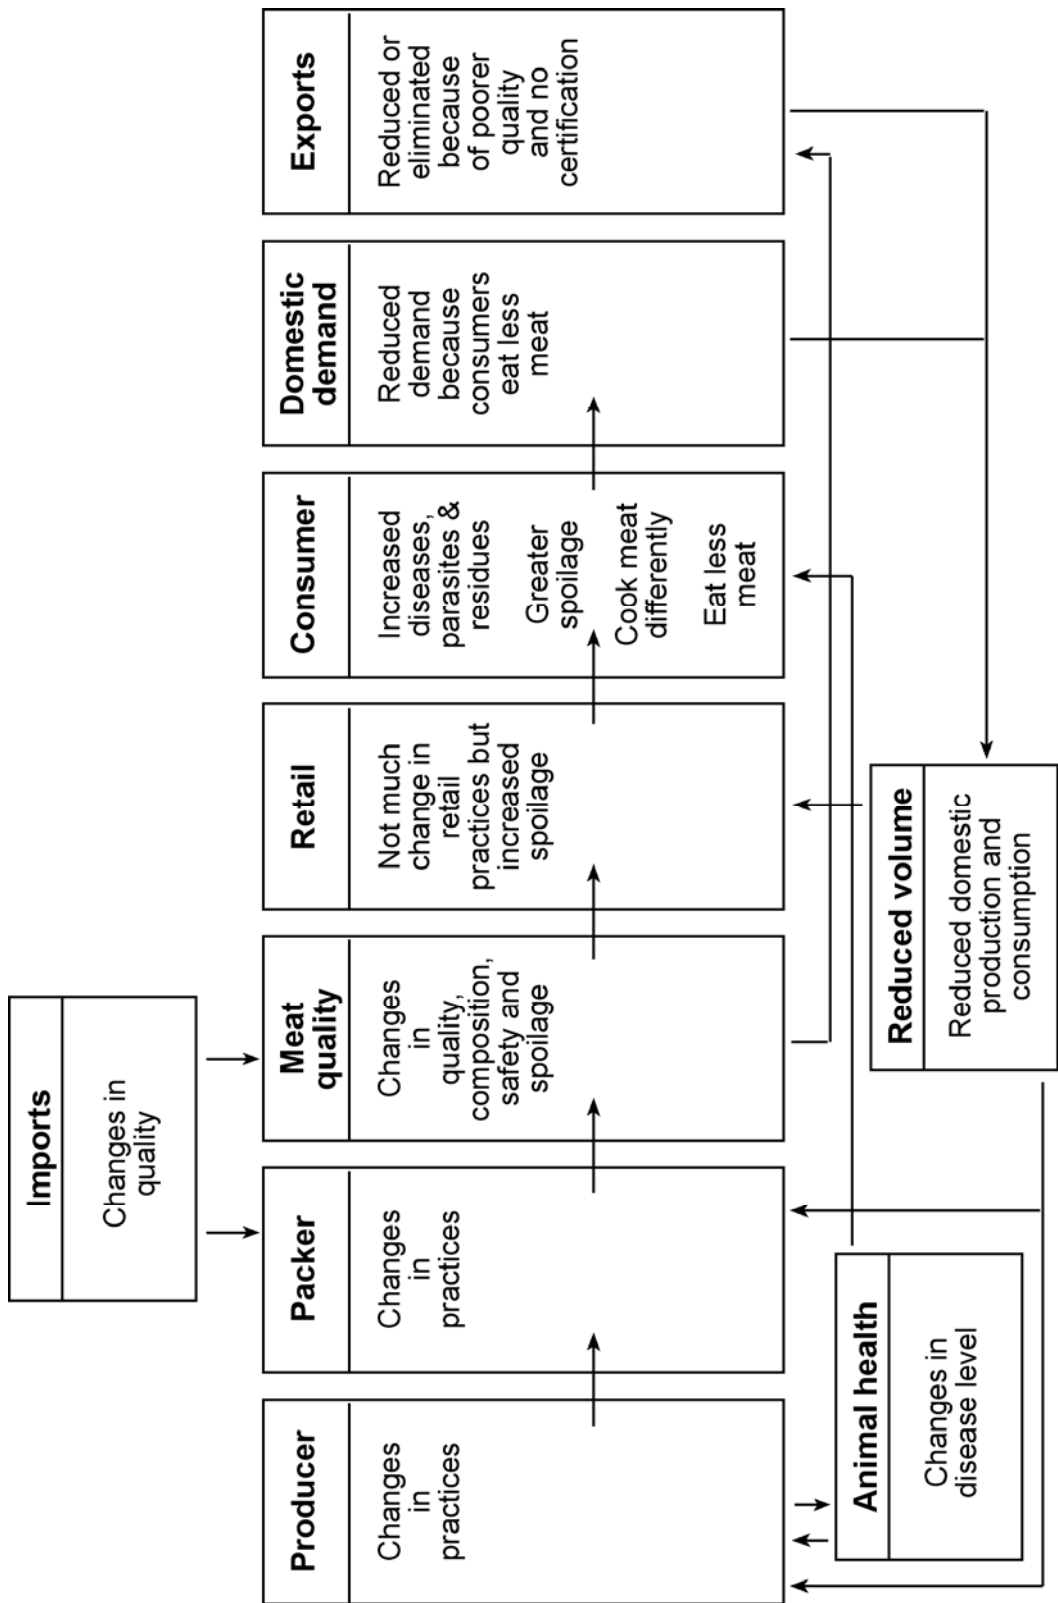 Imports
Changes in
quality
Producer
Changes
in
practices
Packer
Changes
in
practices
Meat
quality
Changes
in
quality,
composition,
safety and
spoilage
Retail
Not much
change in
retail
practices but
increased
spoilage
Consumer
Increased
diseases,
parasites &
residues
Greater
spoilage
Cook meat
differently
Eat less
meat
Domestic
demand
Reduced
demand
because
consumers
eat less
meat
Exports
Reduced or
eliminated
because
of poorer
quality
and no
certification
Animal health
Changes in
disease level
Reduced volume
Reduced domestic
production and
consumption